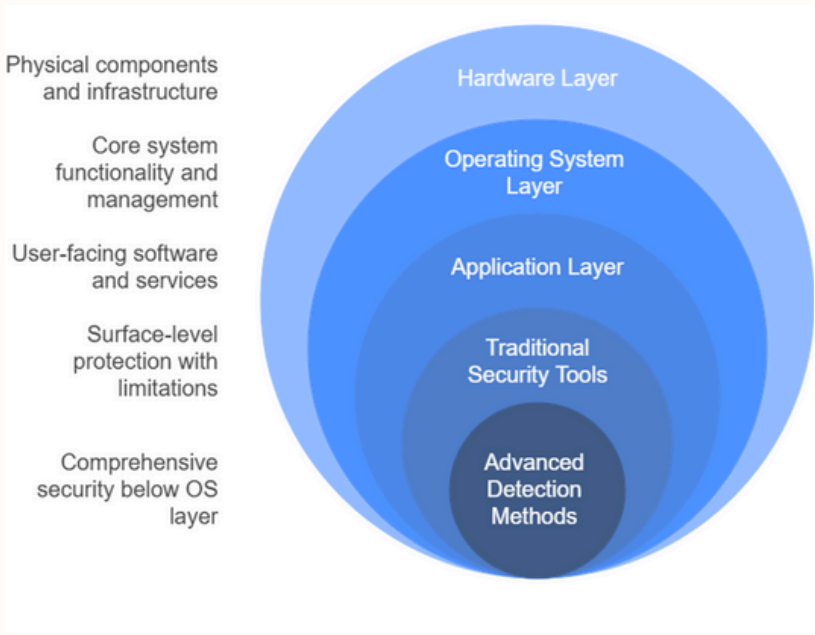 Physical components
and infrastructure
Hardware Layer
Core system
functionality and
management
Operating System
Layer
User-facing software
and services
Application Layer
Surface-level
protection with
limitations
Traditional
Security Tools
Comprehensive
security below OS
layer
Advanced
Detection
Methods